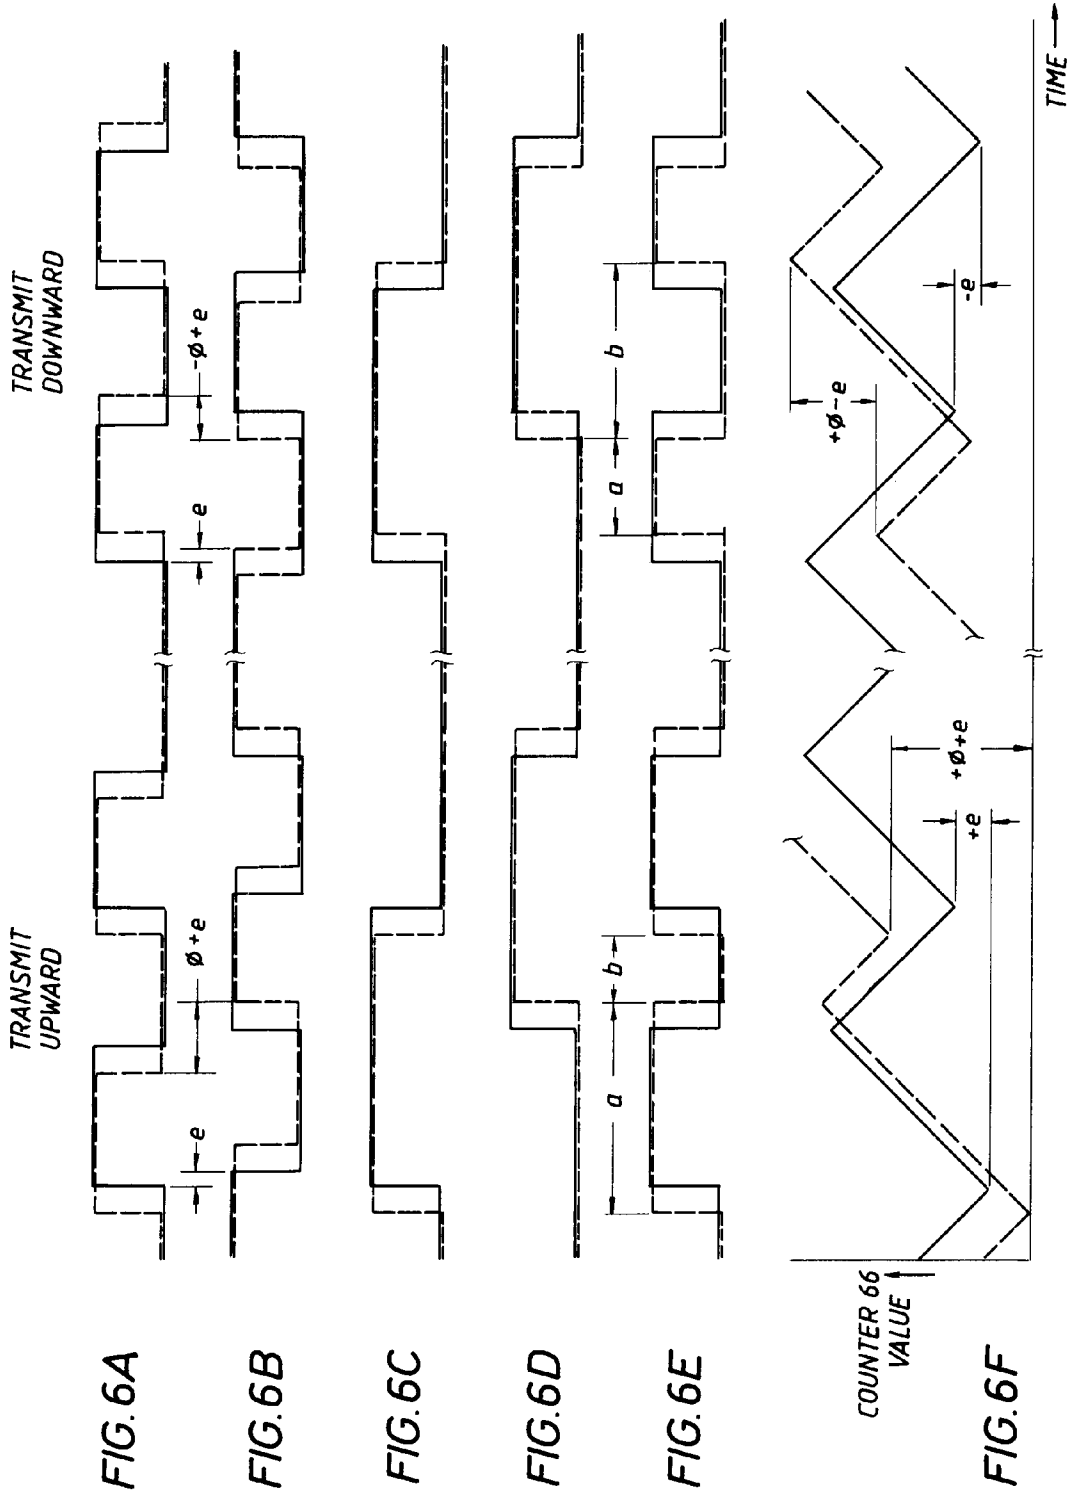 TRANSMIT
UPWARD
TRANSMIT
DOWNWARD
FIG.6A
e
ø+e
e
-ø+e
FIG.6B
FIG.6C
FIG.6D
a
b
a
b
FIG.6E
COUNTER 66
VALUE
+e
+ø+e
+ø-e
-e
FIG.6F
TIME